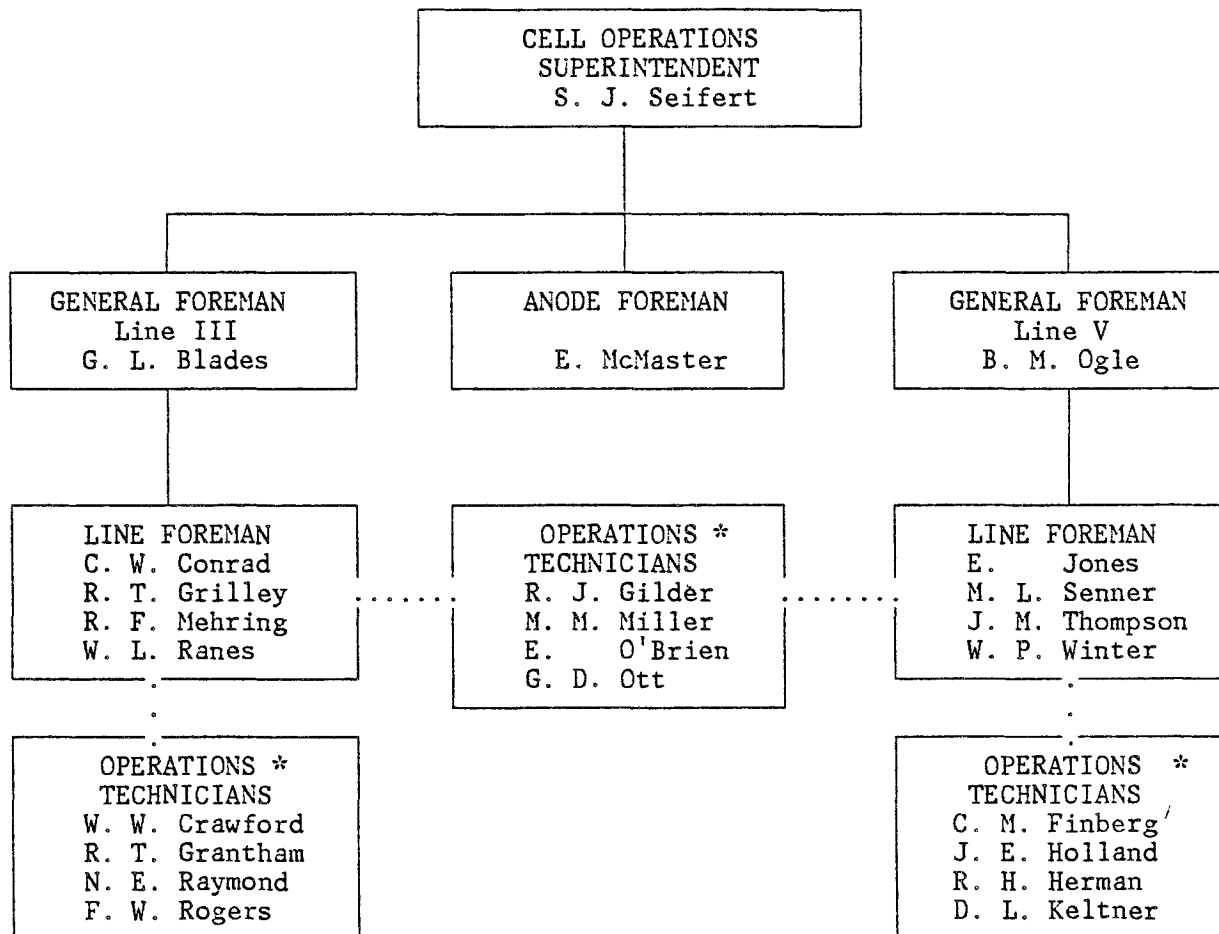 CELL OPERATIONS
SUPERINTENDENT
S. J. Seifert
GENERAL FOREMAN
Line III
G. L. Blades
ANODE FOREMAN
E. McMaster
GENERAL FOREMAN
Line V
B. M. Ogle
LINE FOREMAN
C. W. Conrad
R. T. Grilley
R. F. Mehring
W. L. Ranes
OPERATIONS *
TECHNICIANS
R. J. Gilder
M. M. Miller
E. O'Brien
G. D. Ott
LINE FOREMAN
E. Jones
M. L. Senner
J. M. Thompson
W. P. Winter
OPERATIONS *
TECHNICIANS
W. W. Crawford
R. T. Grantham
N. E. Raymond
F. W. Rogers
OPERATIONS *
TECHNICIANS
C. M. Finberg
J. E. Holland
R. H. Herman
D. L. Keltner